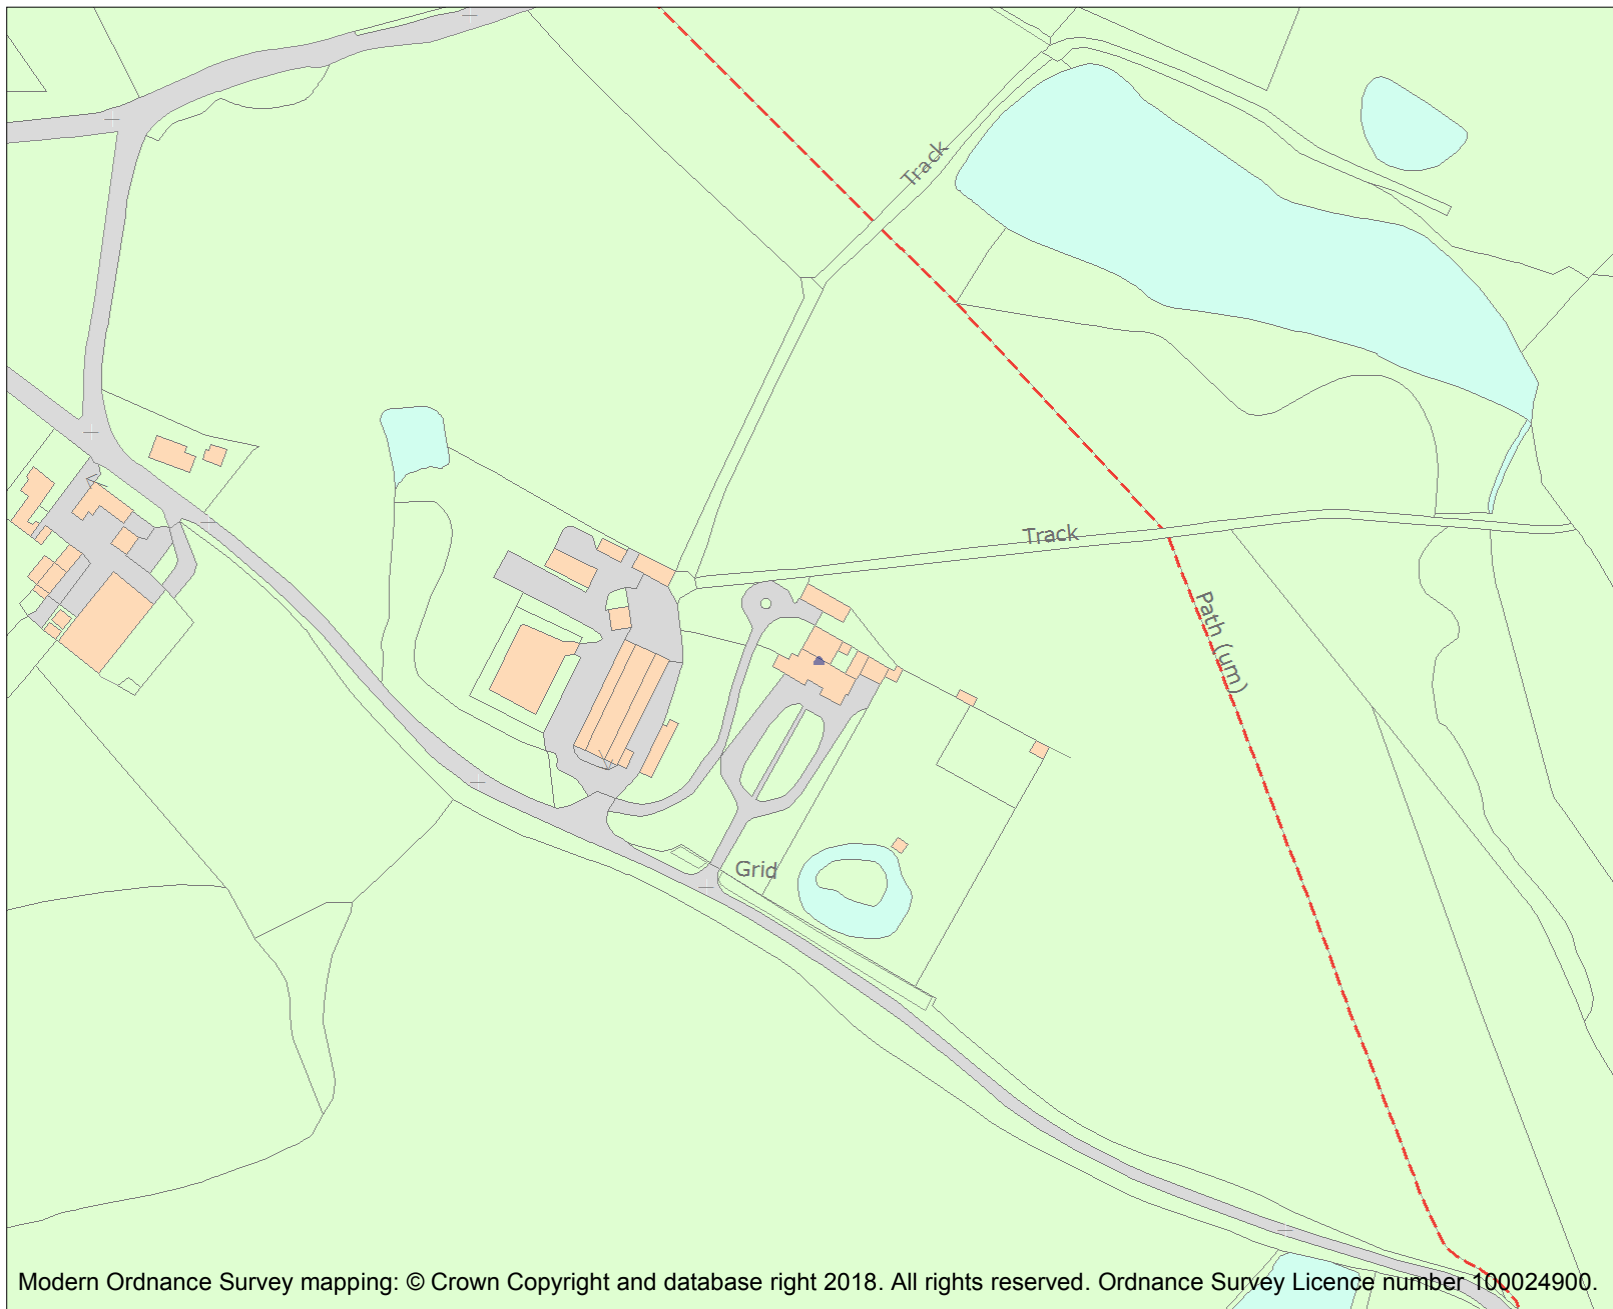 Track
Track
Path (um)
Grid
Modern Ordnance Survey mapping: © Crown Copyright and database right 2018. All rights reserved. Ordnance Survey Licence number 100024900.